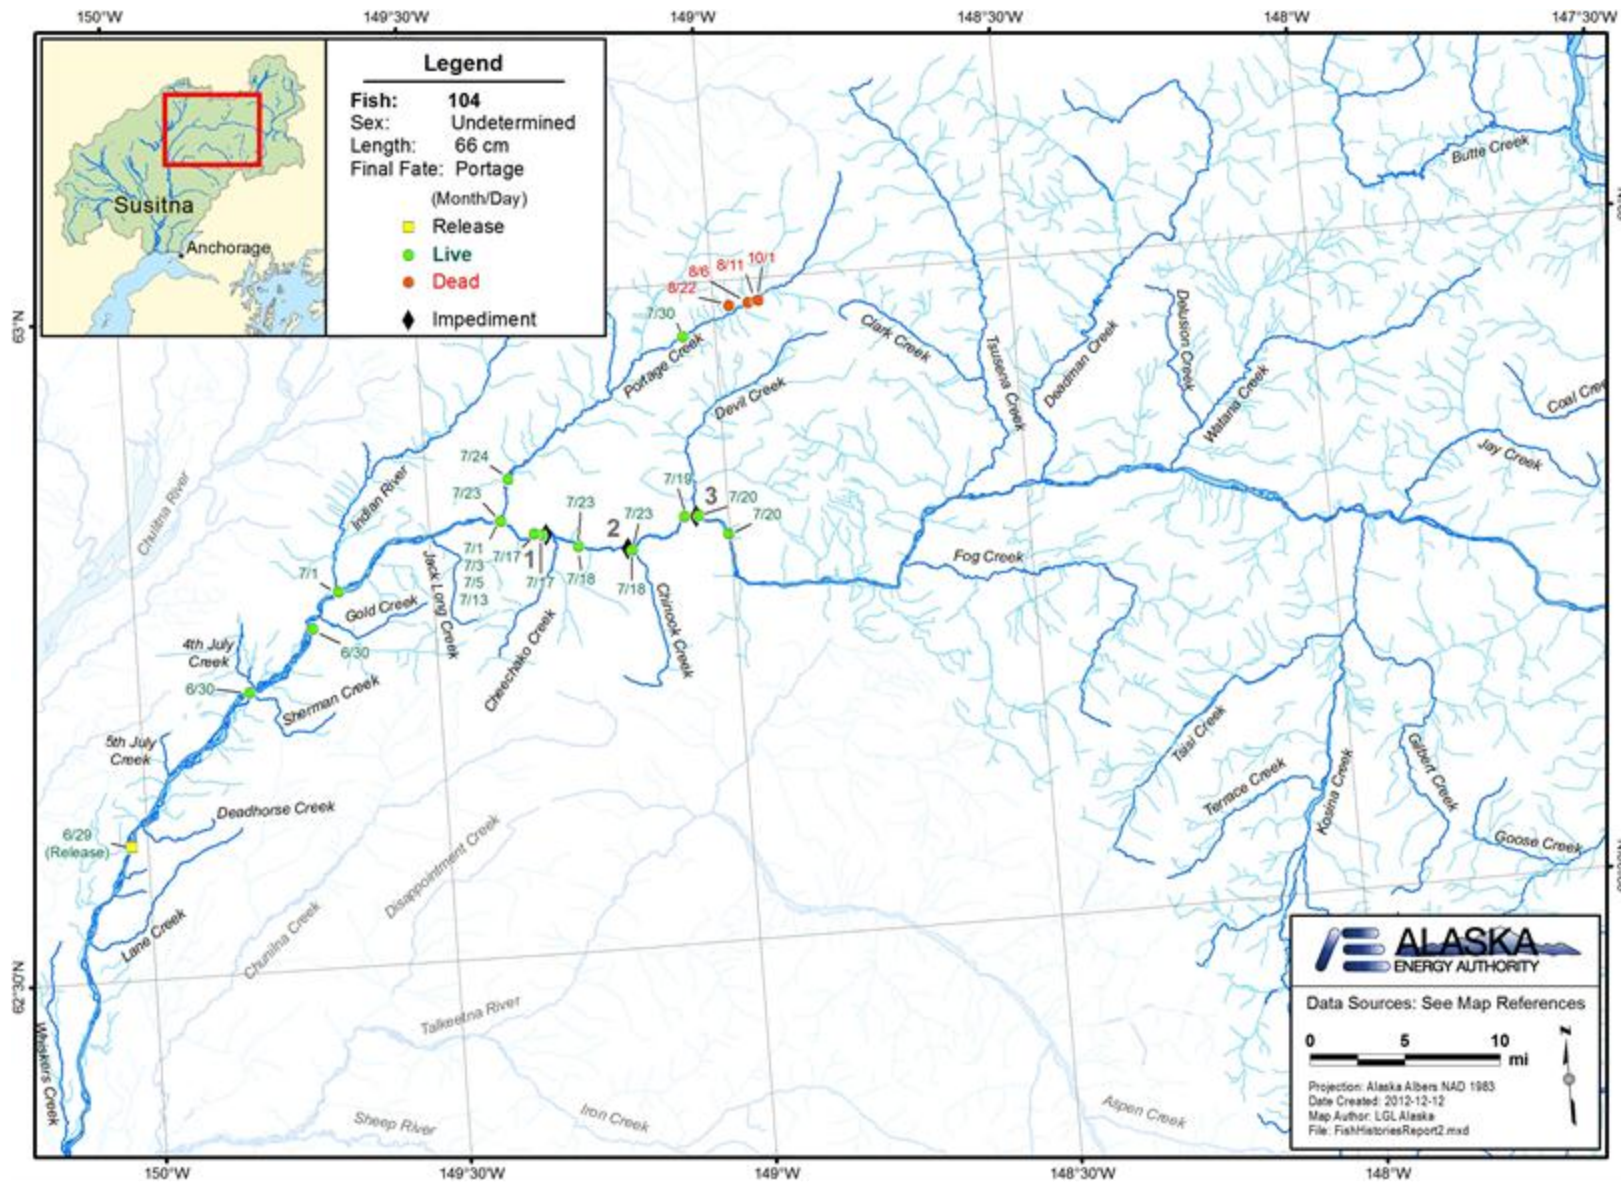 150°W
149°30'W
149°W
148°30'W
148°W
147°30'W
Susitna
Anchorage
Legend
Fish: 104
Sex: Undetermined
Length: 66 cm
Final Fate: Portage
(Month/Day)
Release
Live
Dead
Impediment
63°N
62°30'N
Butte Creek
10/1
8/11
8/6
8/22
7/30
Portage Creek
Devil Creek
Clark Creek
Tsusena Creek
Deadman Creek
Delusion Creek
Watana Creek
Coal Cree
Jay Creek
Chulitna River
Indian River
7/24
7/23
7/1
7/3
7/5
7/13
7/17
1
7/17
7/23
7/18
2
7/23
7/18
7/19
3
7/20
7/20
Fog Creek
7/1
Gold Creek
Jack Long Creek
Cheechako Creek
Chinook Creek
4th July
Creek
6/30
6/30
Sherman Creek
5th July
Creek
Deadhorse Creek
6/29
(Release)
Lane Creek
Chunilna Creek
Disappointment Creek
Tsisi Creek
Terrace Creek
Kosina Creek
Gilbert Creek
Goose Creek
Whiskers Creek
Talkeetna River
Sheep River
Iron Creek
Aspen Creek
ALASKA
ENERGY AUTHORITY
Data Sources: See Map References
0 5 10
mi
N
Projection: Alaska Albers NAD 1983
Date Created: 2012-12-12
Map Author: LGL Alaska
File: FishHistoriesReport2.mxd
150°W
149°30'W
149°W
148°30'W
148°W